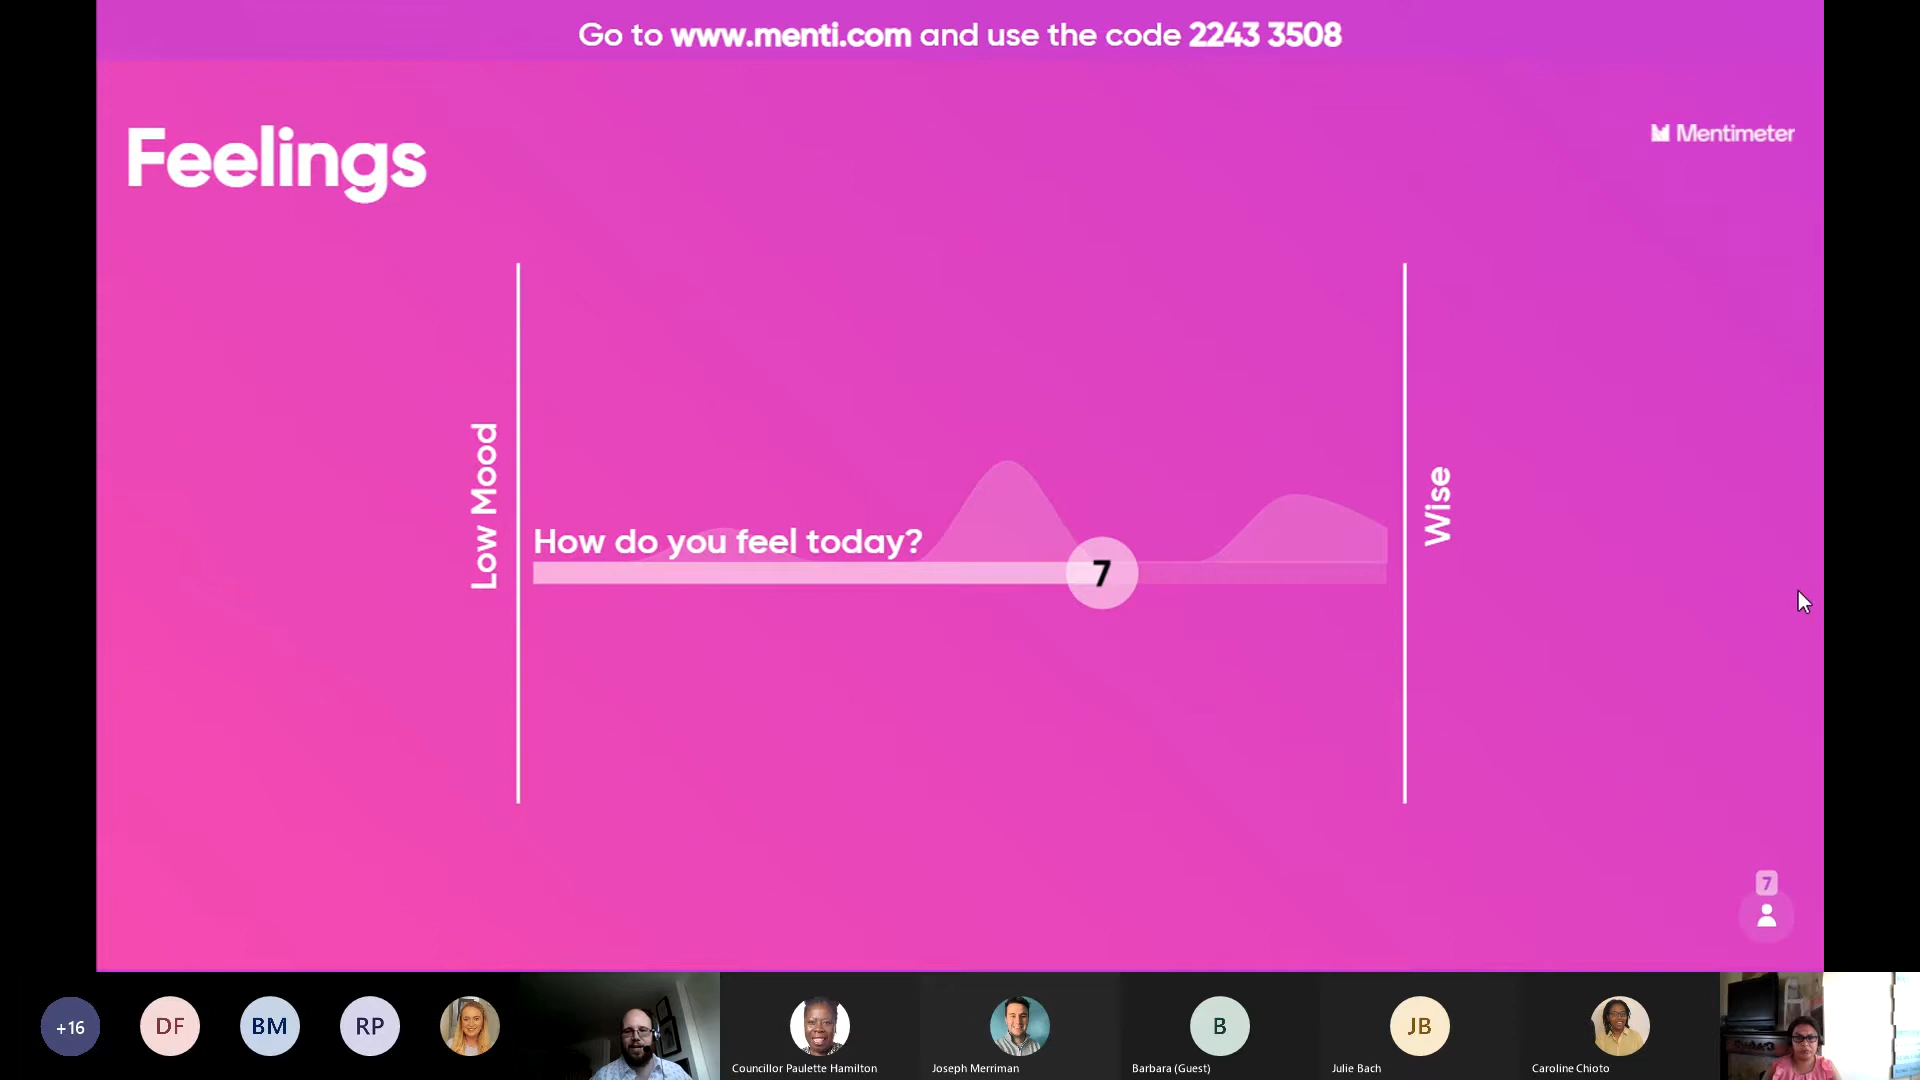 Go to www.menti.com and use the code 2243 3508
Feelings
Mentimeter
Low Mood
How do you feel today?
7
Wise
7
+16
DF
BM
RP
Councillor Paulette Hamilton
Joseph Merriman
B
Barbara (Guest)
JB
Julie Bach
Caroline Chioto